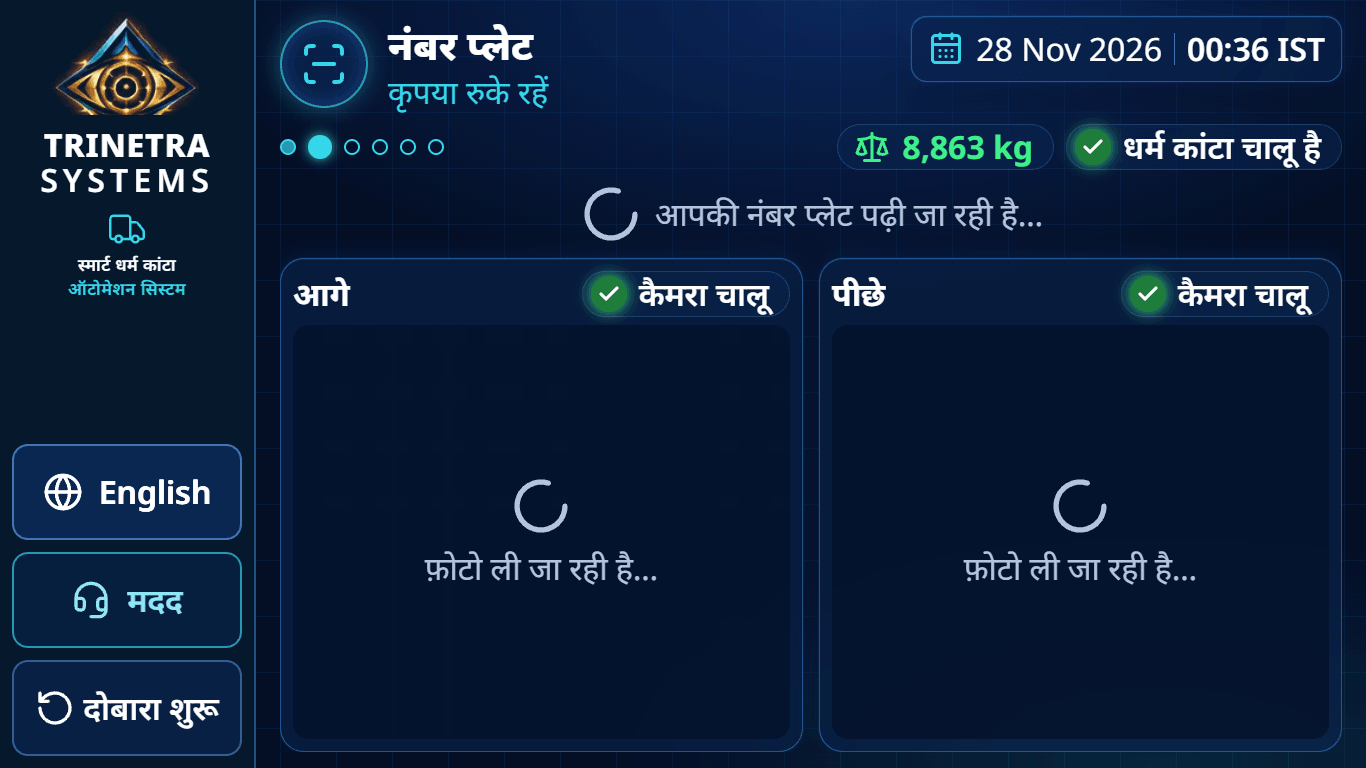 TRINETRA
SYSTEMS
स्मार्ट धर्म कांटा
ऑटोमेशन सिस्टम
English
मदद
दोबारा शुरू
नंबर प्लेट
कृपया रुके रहें
28 Nov 2026 00:36 IST
8,863 kg
धर्म कांटा चालू है
आपकी नंबर प्लेट पढ़ी जा रही है...
आगे
कैमरा चालू
फ़ोटो ली जा रही है...
पीछे
कैमरा चालू
फ़ोटो ली जा रही है...